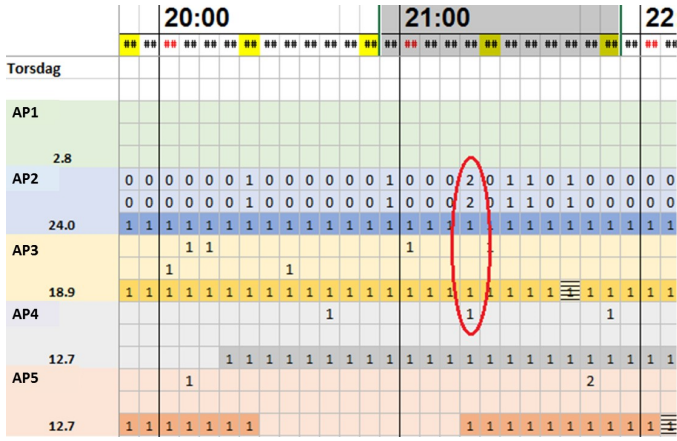 20:00 21:00 22
## ## ## ## ## ## ## ## ## ## ## ## ## ## ## ## ## ## ## ## ## ## ## ## ## ## ## ##
Torsdag
AP1
2.8
AP2 0 0 0 0 0 0 1 0 0 0 0 0 0 1 0 0 0 2 0 1 1 0 1 0 0 0 0 0
0 0 0 0 0 0 1 0 0 0 0 0 0 1 0 0 0 2 0 1 1 0 1 0 0 0 0 0
24.0 1 1 1 1 1 1 1 1 1 1 1 1 1 1 1 1 1 1 1 1 1 1 1 1 1 1 1 1
AP3 1 1 1 1
1 1
18.9 1 1 1 1 1 1 1 1 1 1 1 1 1 1 1 1 1 1 1 1 1 1 1 1 1 1 1 1
AP4 1 1 1
12.7 1 1 1 1 1 1 1 1 1 1 1 1 1 1 1 1 1 1 1 1 1 1 1
AP5 1 2
12.7 1 1 1 1 1 1 1 1 1 1 1 1 1 1 1 1 1 1